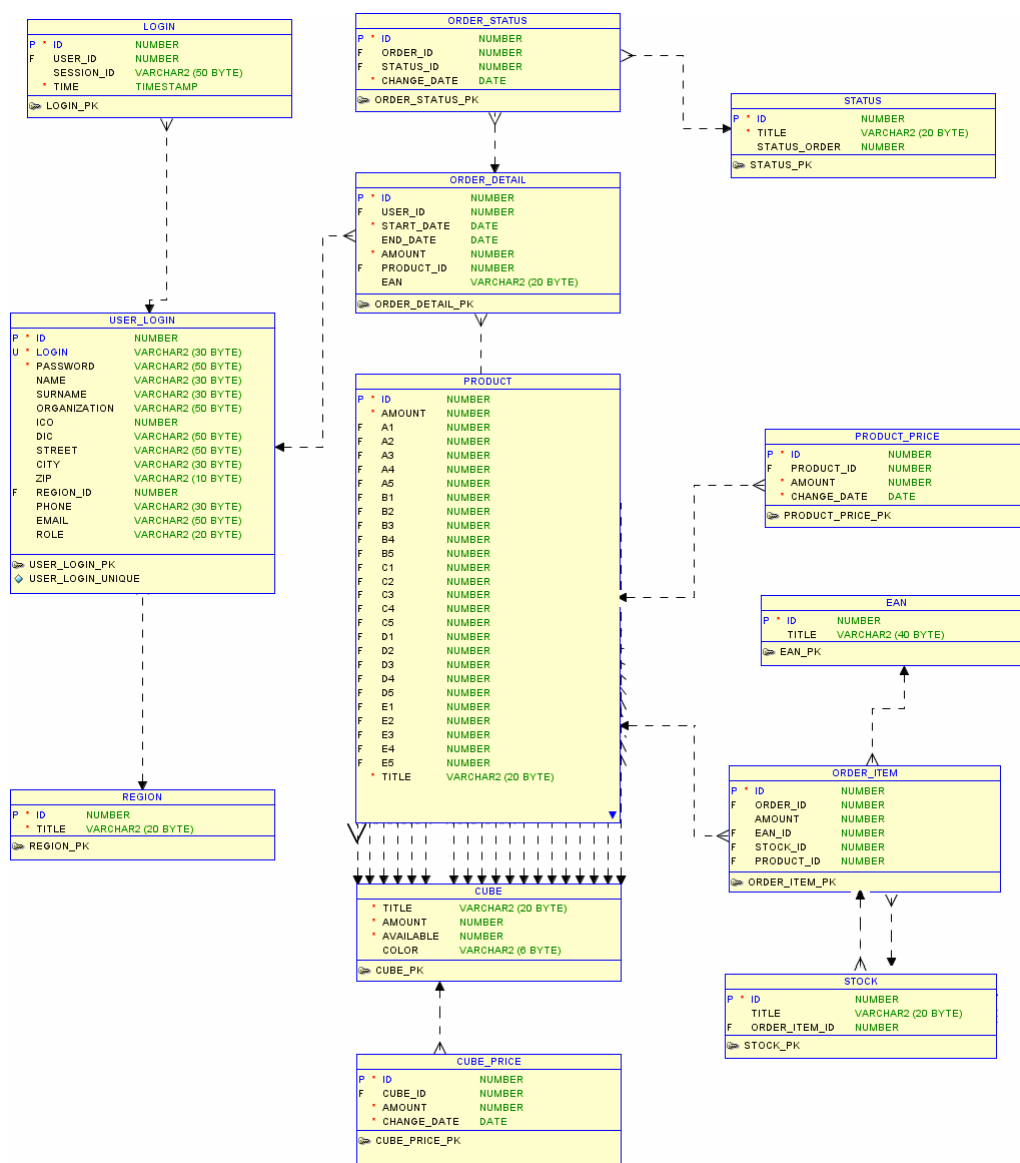 LOGIN
P * ID NUMBER
F USER_ID NUMBER
SESSION_ID VARCHAR2 (50 BYTE)
* TIME TIMESTAMP
LOGIN_PK
ORDER_STATUS
P * ID NUMBER
F ORDER_ID NUMBER
F STATUS_ID NUMBER
* CHANGE_DATE DATE
ORDER_STATUS_PK
STATUS
P * ID NUMBER
* TITLE VARCHAR2 (20 BYTE)
STATUS_ORDER NUMBER
STATUS_PK
ORDER_DETAIL
P * ID NUMBER
F USER_ID NUMBER
* START_DATE DATE
END_DATE DATE
* AMOUNT NUMBER
F PRODUCT_ID NUMBER
EAN VARCHAR2 (20 BYTE)
ORDER_DETAIL_PK
USER_LOGIN
P * ID NUMBER
U * LOGIN VARCHAR2 (30 BYTE)
* PASSWORD VARCHAR2 (50 BYTE)
NAME VARCHAR2 (30 BYTE)
SURNAME VARCHAR2 (30 BYTE)
ORGANIZATION VARCHAR2 (50 BYTE)
ICO NUMBER
DIC VARCHAR2 (50 BYTE)
STREET VARCHAR2 (50 BYTE)
CITY VARCHAR2 (30 BYTE)
ZIP VARCHAR2 (10 BYTE)
F REGION_ID NUMBER
PHONE VARCHAR2 (30 BYTE)
EMAIL VARCHAR2 (50 BYTE)
ROLE VARCHAR2 (20 BYTE)
USER_LOGIN_PK
USER_LOGIN_UNIQUE
PRODUCT
P * ID NUMBER
* AMOUNT NUMBER
F A1 NUMBER
F A2 NUMBER
F A3 NUMBER
F A4 NUMBER
F A5 NUMBER
F B1 NUMBER
F B2 NUMBER
F B3 NUMBER
F B4 NUMBER
F B5 NUMBER
F C1 NUMBER
F C2 NUMBER
F C3 NUMBER
F C4 NUMBER
F C5 NUMBER
F D1 NUMBER
F D2 NUMBER
F D3 NUMBER
F D4 NUMBER
F D5 NUMBER
F E1 NUMBER
F E2 NUMBER
F E3 NUMBER
F E4 NUMBER
F E5 NUMBER
* TITLE VARCHAR2 (20 BYTE)
PRODUCT_PRICE
P * ID NUMBER
F PRODUCT_ID NUMBER
* AMOUNT NUMBER
* CHANGE_DATE DATE
PRODUCT_PRICE_PK
EAN
P * ID NUMBER
TITLE VARCHAR2 (40 BYTE)
EAN_PK
ORDER_ITEM
P * ID NUMBER
F ORDER_ID NUMBER
AMOUNT NUMBER
F EAN_ID NUMBER
F STOCK_ID NUMBER
F PRODUCT_ID NUMBER
ORDER_ITEM_PK
REGION
P * ID NUMBER
* TITLE VARCHAR2 (20 BYTE)
REGION_PK
CUBE
* TITLE VARCHAR2 (20 BYTE)
* AMOUNT NUMBER
* AVAILABLE NUMBER
COLOR VARCHAR2 (6 BYTE)
CUBE_PK
STOCK
P * ID NUMBER
TITLE VARCHAR2 (20 BYTE)
F ORDER_ITEM_ID NUMBER
STOCK_PK
CUBE_PRICE
P * ID NUMBER
F CUBE_ID NUMBER
* AMOUNT NUMBER
* CHANGE_DATE DATE
CUBE_PRICE_PK